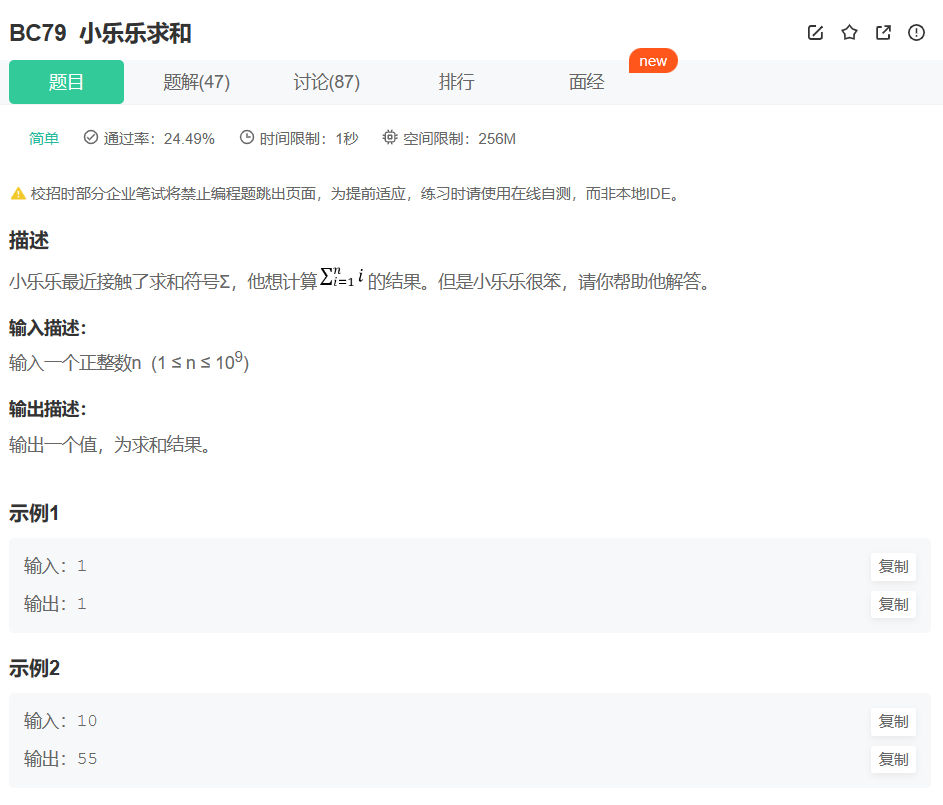 BC79 小乐乐求和
题目 题解(47) 讨论(87) 排行 面经 new
简单 通过率：24.49% 时间限制：1秒 空间限制：256M
校招时部分企业笔试将禁止编程题跳出页面，为提前适应，练习时请使用在线自测，而非本地IDE。
描述
小乐乐最近接触了求和符号Σ，他想计算∑ⁿᵢ₌₁ i的结果。但是小乐乐很笨，请你帮助他解答。
输入描述：
输入一个正整数n (1 ≤ n ≤ 10⁹)
输出描述：
输出一个值，为求和结果。
示例1
输入：1 复制
输出：1 复制
示例2
输入：10 复制
输出：55 复制